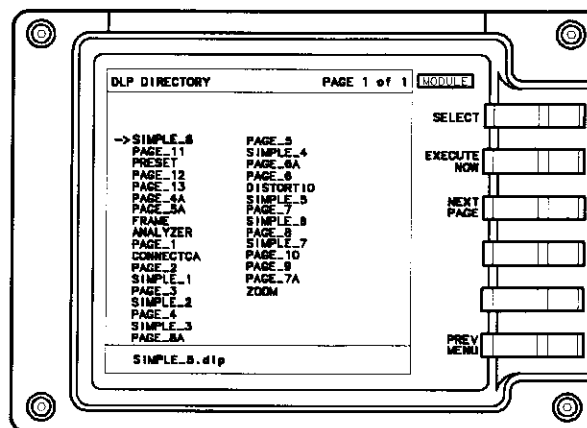 DLP DIRECTORY
PAGE 1 of 1
MODULE
->SIMPLE_6
PAGE_11
PRESET
PAGE_12
PAGE_13
PAGE_4A
PAGE_5A
FRAME
ANALYZER
PAGE_1
CONNECTCA
PAGE_2
SIMPLE_1
PAGE_3
SIMPLE_2
PAGE_4
SIMPLE_3
PAGE_8A
PAGE_5
SIMPLE_4
PAGE_6A
PAGE_6
DISTORTIO
SIMPLE_5
PAGE_7
SIMPLE_8
PAGE_8
SIMPLE_7
PAGE_10
PAGE_9
PAGE_7A
ZOOM
SIMPLE_6.dlp
SELECT
EXECUTE
NOW
NEXT
PAGE
PREV
MENU